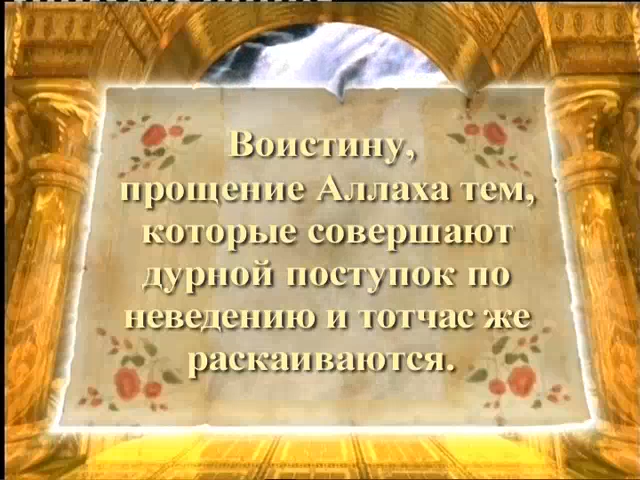 Воистину,
прощение Аллаха тем,
которые совершают
дурной поступок по
неведению и тотчас же
раскаиваются.